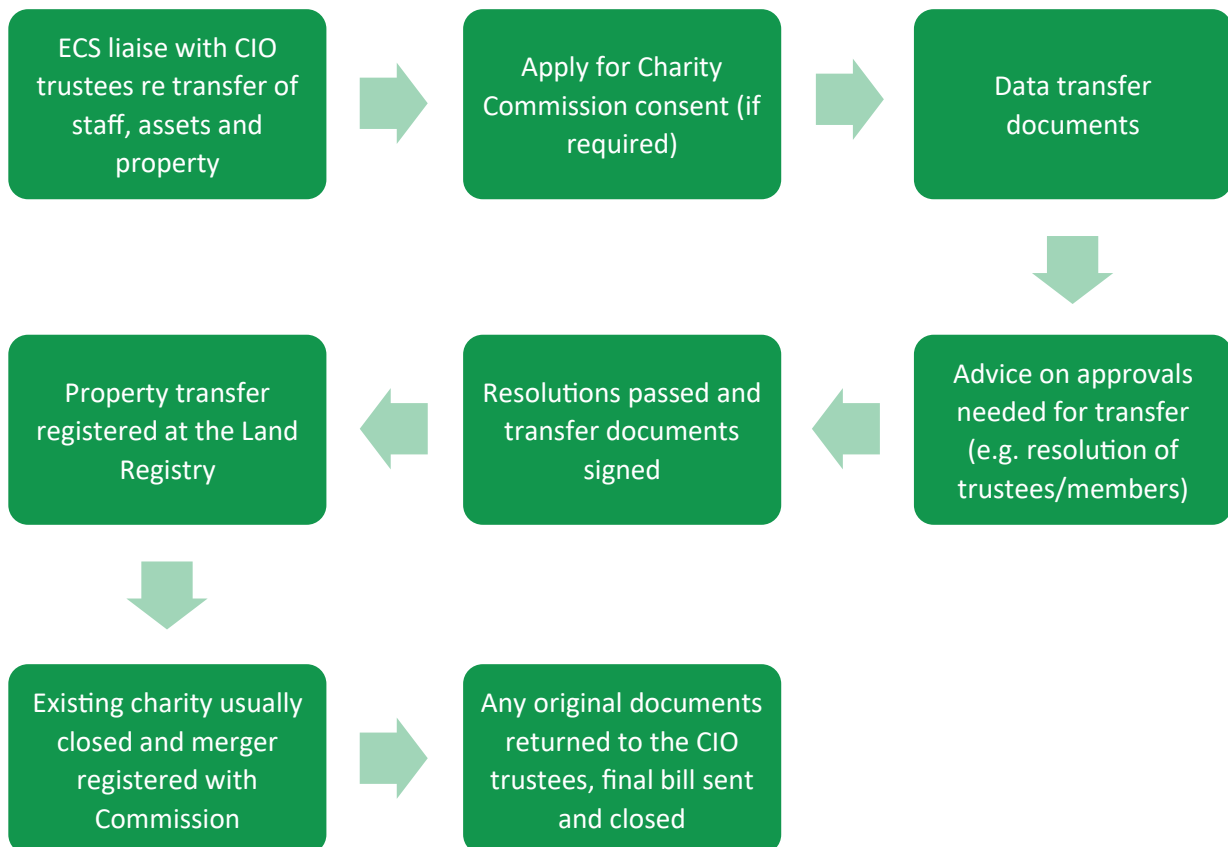 ECS liaise with CIO
trustees re transfer of
staff, assets and
property
Apply for Charity
Commission consent (if
required)
Data transfer
documents
Advice on approvals
needed for transfer
(e.g. resolution of
trustees/members)
Resolutions passed and
transfer documents
signed
Property transfer
registered at the Land
Registry
Existing charity usually
closed and merger
registered with
Commission
Any original documents
returned to the CIO
trustees, final bill sent
and closed